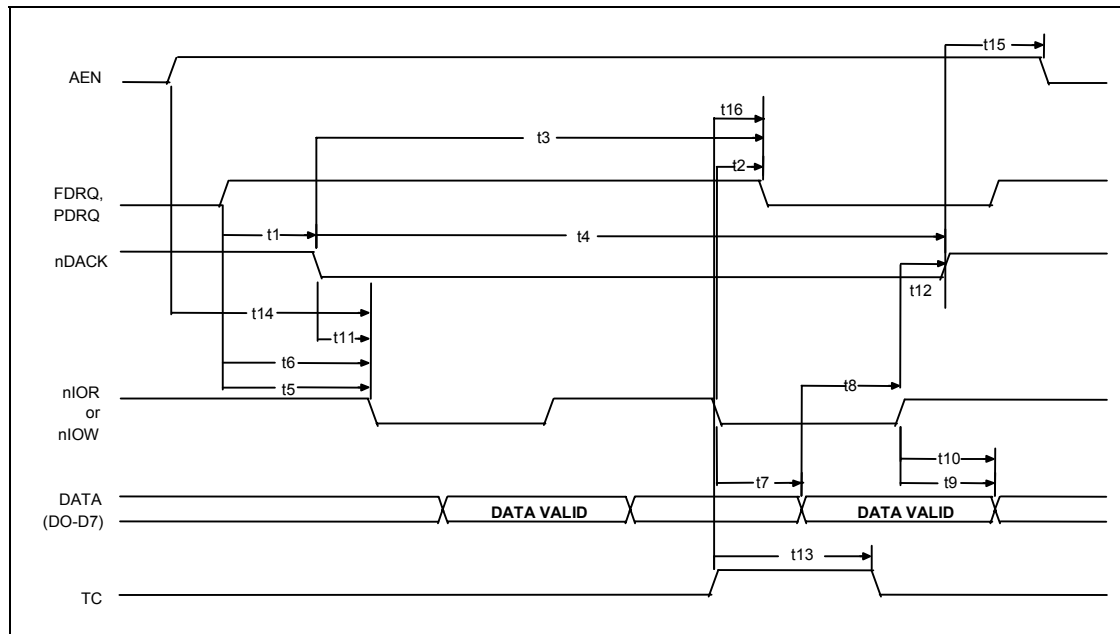 t15
AEN
t16
t3
t2
FDRQ,
PDRQ
t1
t4
nDACK
t12
t14
t11
t6
t8
t5
nIOR
or
nIOW
t10
t7
t9
DATA
(DO-D7)
DATA VALID
DATA VALID
t13
TC